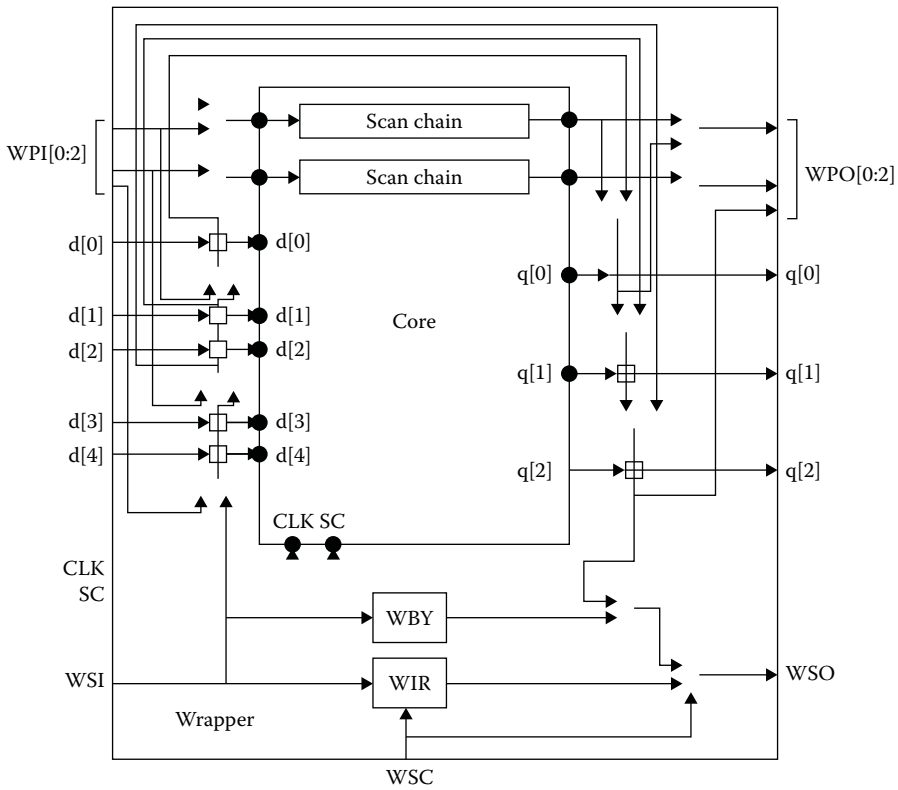 Scan chain
WPI[0:2]
WPO[0:2]
Scan chain
d[0]
d[0]
q[0]
q[0]
d[1]
d[1]
Core
d[2]
d[2]
q[1]
q[1]
d[3]
d[3]
d[4]
d[4]
q[2]
q[2]
CLK SC
CLK
SC
WBY
WSI
WIR
WSO
Wrapper
WSC